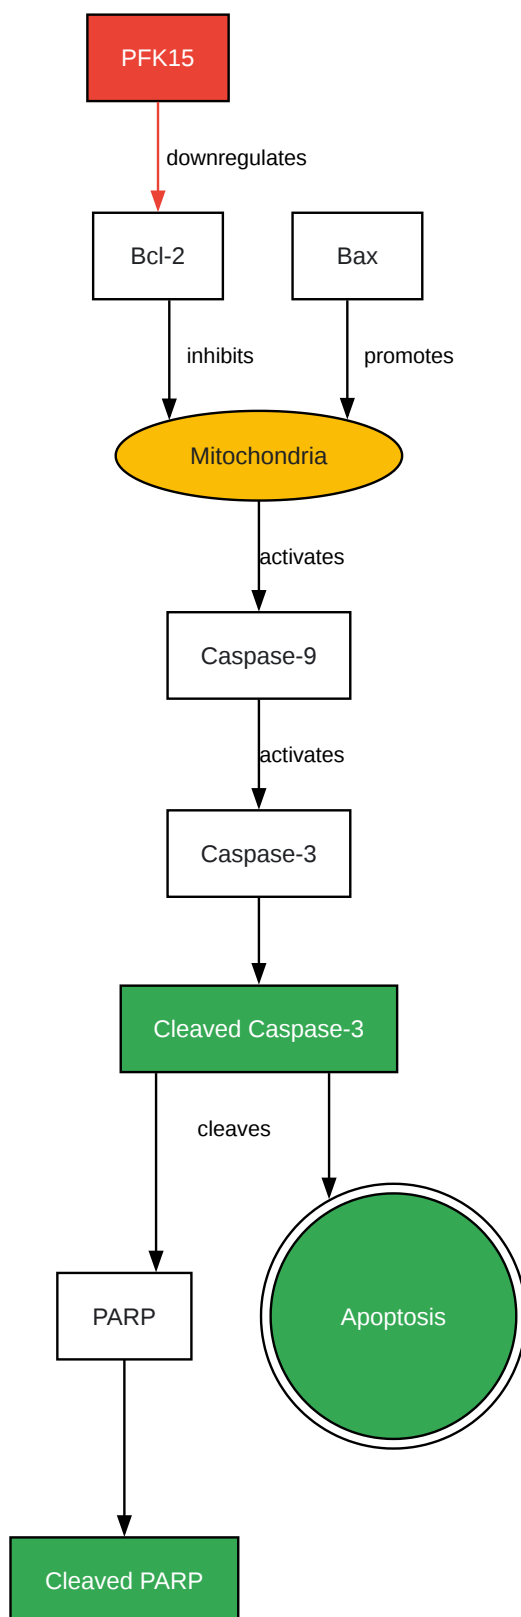 PFK15
downregulates
Bcl-2
Bax
inhibits
promotes
Mitochondria
activates
Caspase-9
activates
Caspase-3
Cleaved Caspase-3
cleaves
PARP
Apoptosis
Cleaved PARP